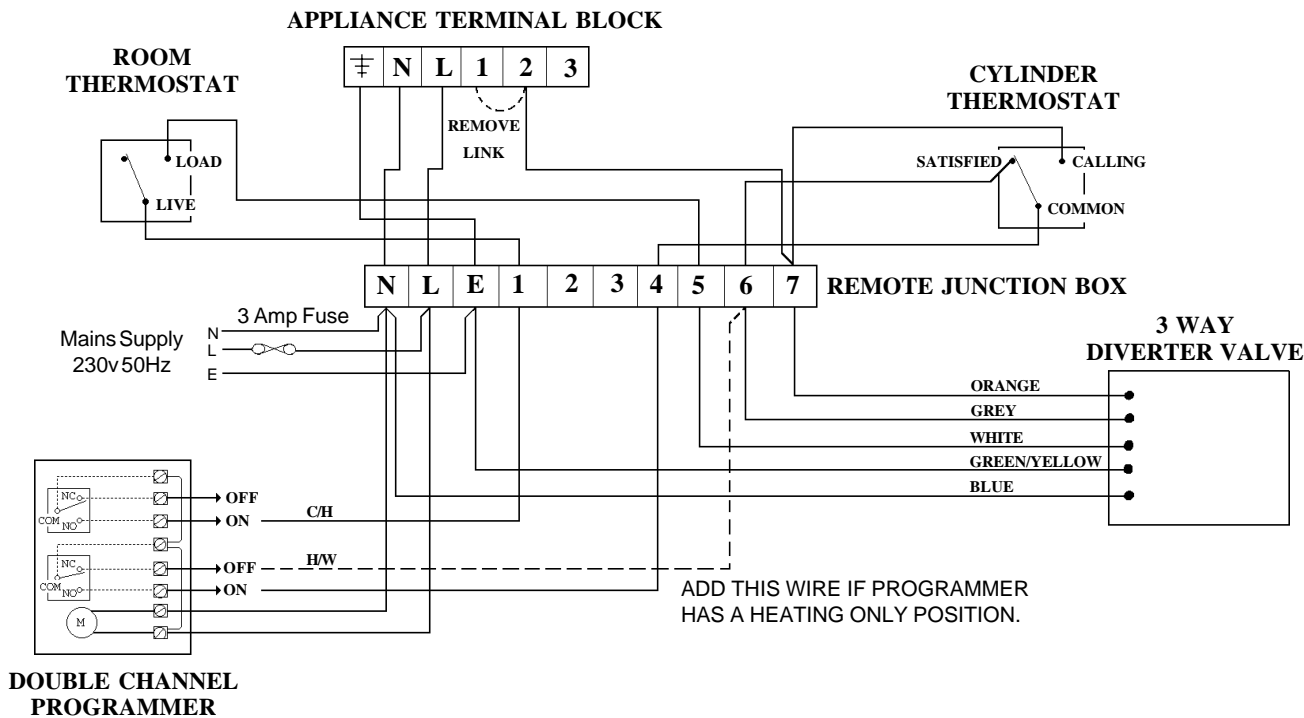 APPLIANCE TERMINAL BLOCK
ROOM
THERMOSTAT
N L 1 2 3
CYLINDER
THERMOSTAT
REMOVE
LINK
LOAD
LIVE
SATISFIED
CALLING
COMMON
N L E 1 2 3 4 5 6 7
REMOTE JUNCTION BOX
3 Amp Fuse
Mains Supply
230v 50Hz
N
L
E
3 WAY
DIVERTER VALVE
ORANGE
GREY
WHITE
GREEN/YELLOW
BLUE
NC
COM
NO
OFF
ON
C/H
NC
COM
NO
OFF
H/W
ON
M
ADD THIS WIRE IF PROGRAMMER
HAS A HEATING ONLY POSITION.
DOUBLE CHANNEL
PROGRAMMER